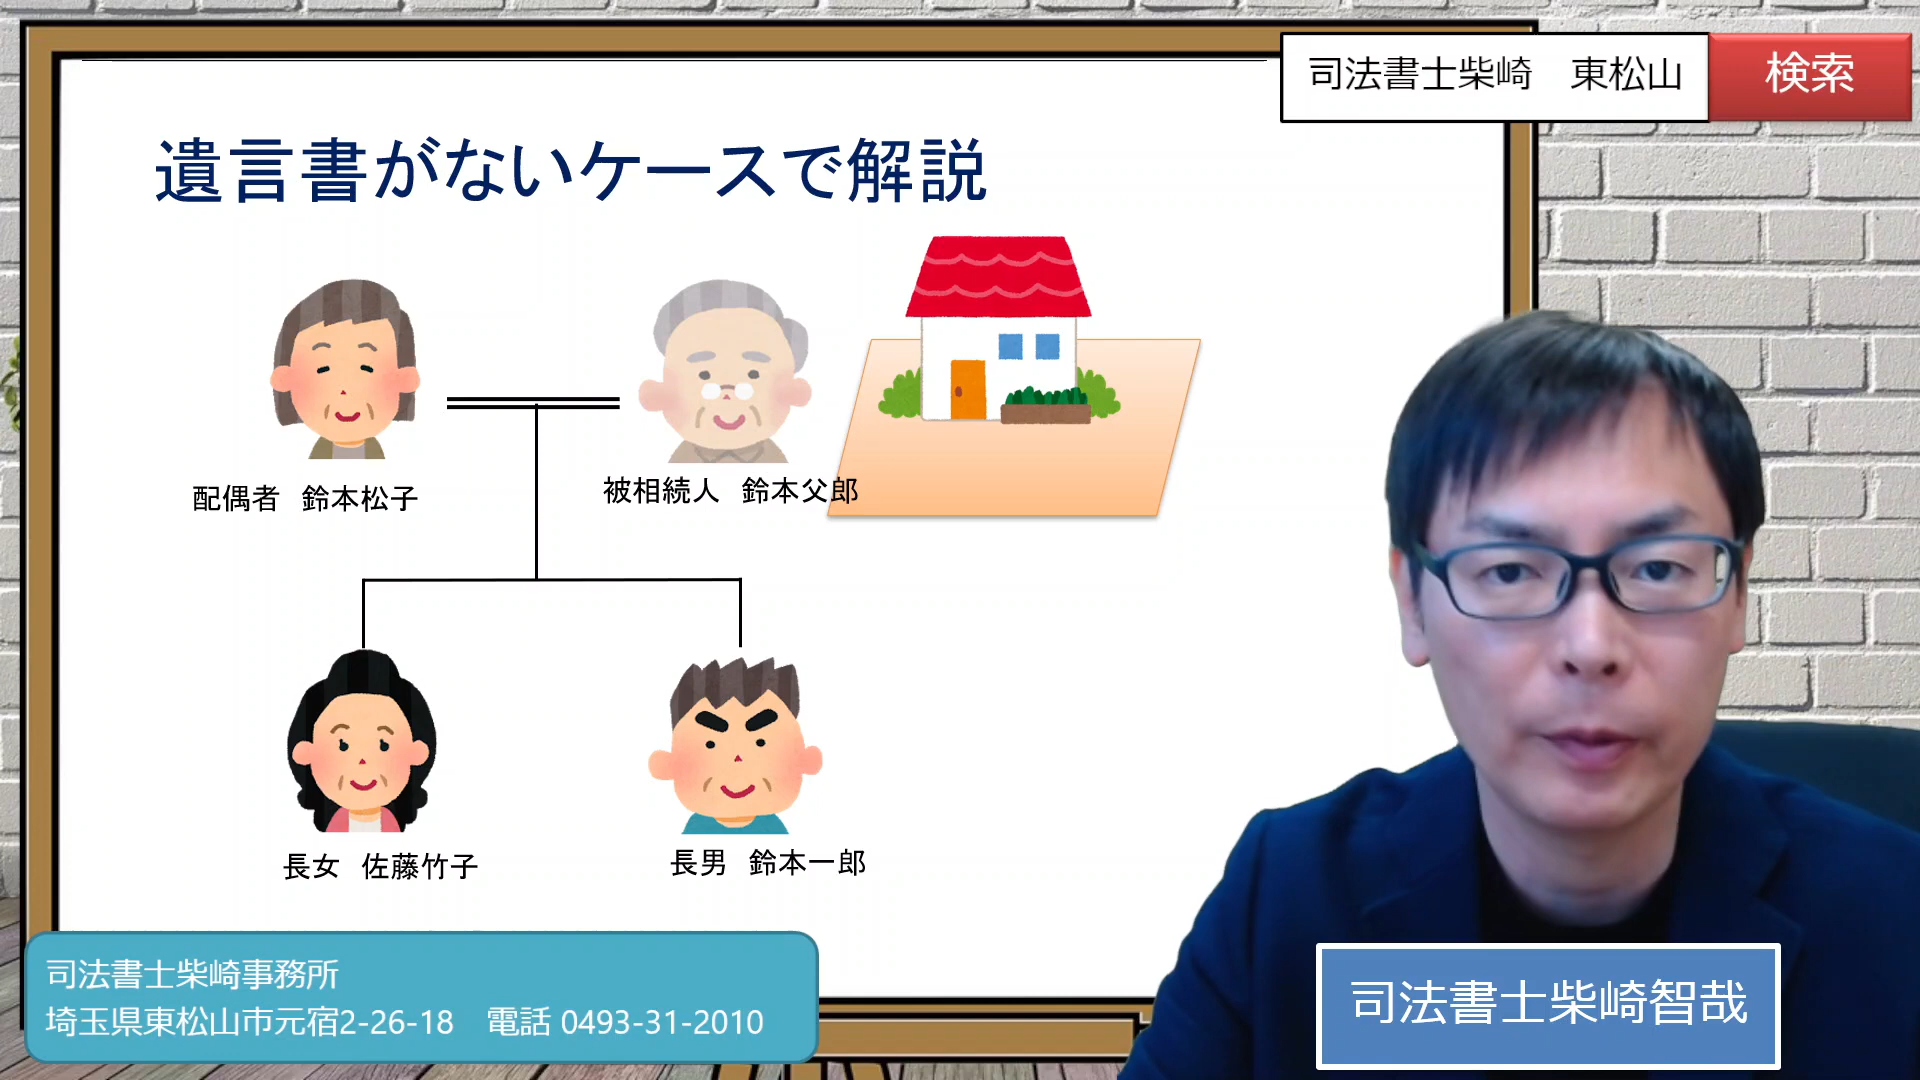 司法書士柴崎　東松山
検索
遺言書がないケースで解説
配偶者　鈴本松子
被相続人　鈴本父郎
長女　佐藤竹子
長男　鈴本一郎
司法書士柴崎事務所
埼玉県東松山市元宿2-26-18　電話 0493-31-2010
司法書士柴崎智哉